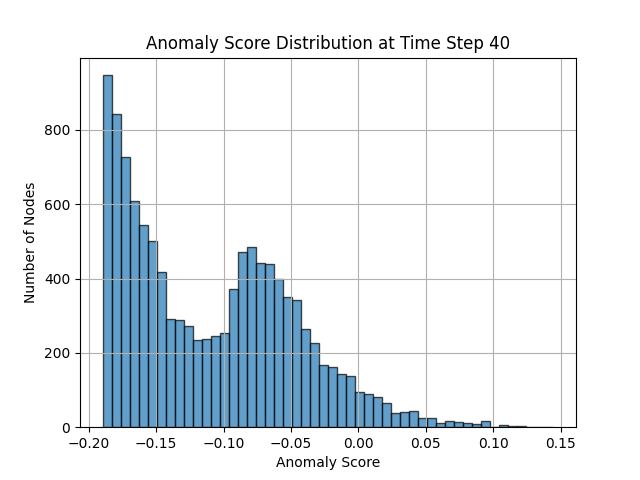 Anomaly Score Distribution at Time Step 40
Number of Nodes
800
600
400
200
0
−0.20 −0.15 −0.10 −0.05 0.00 0.05 0.10 0.15
Anomaly Score